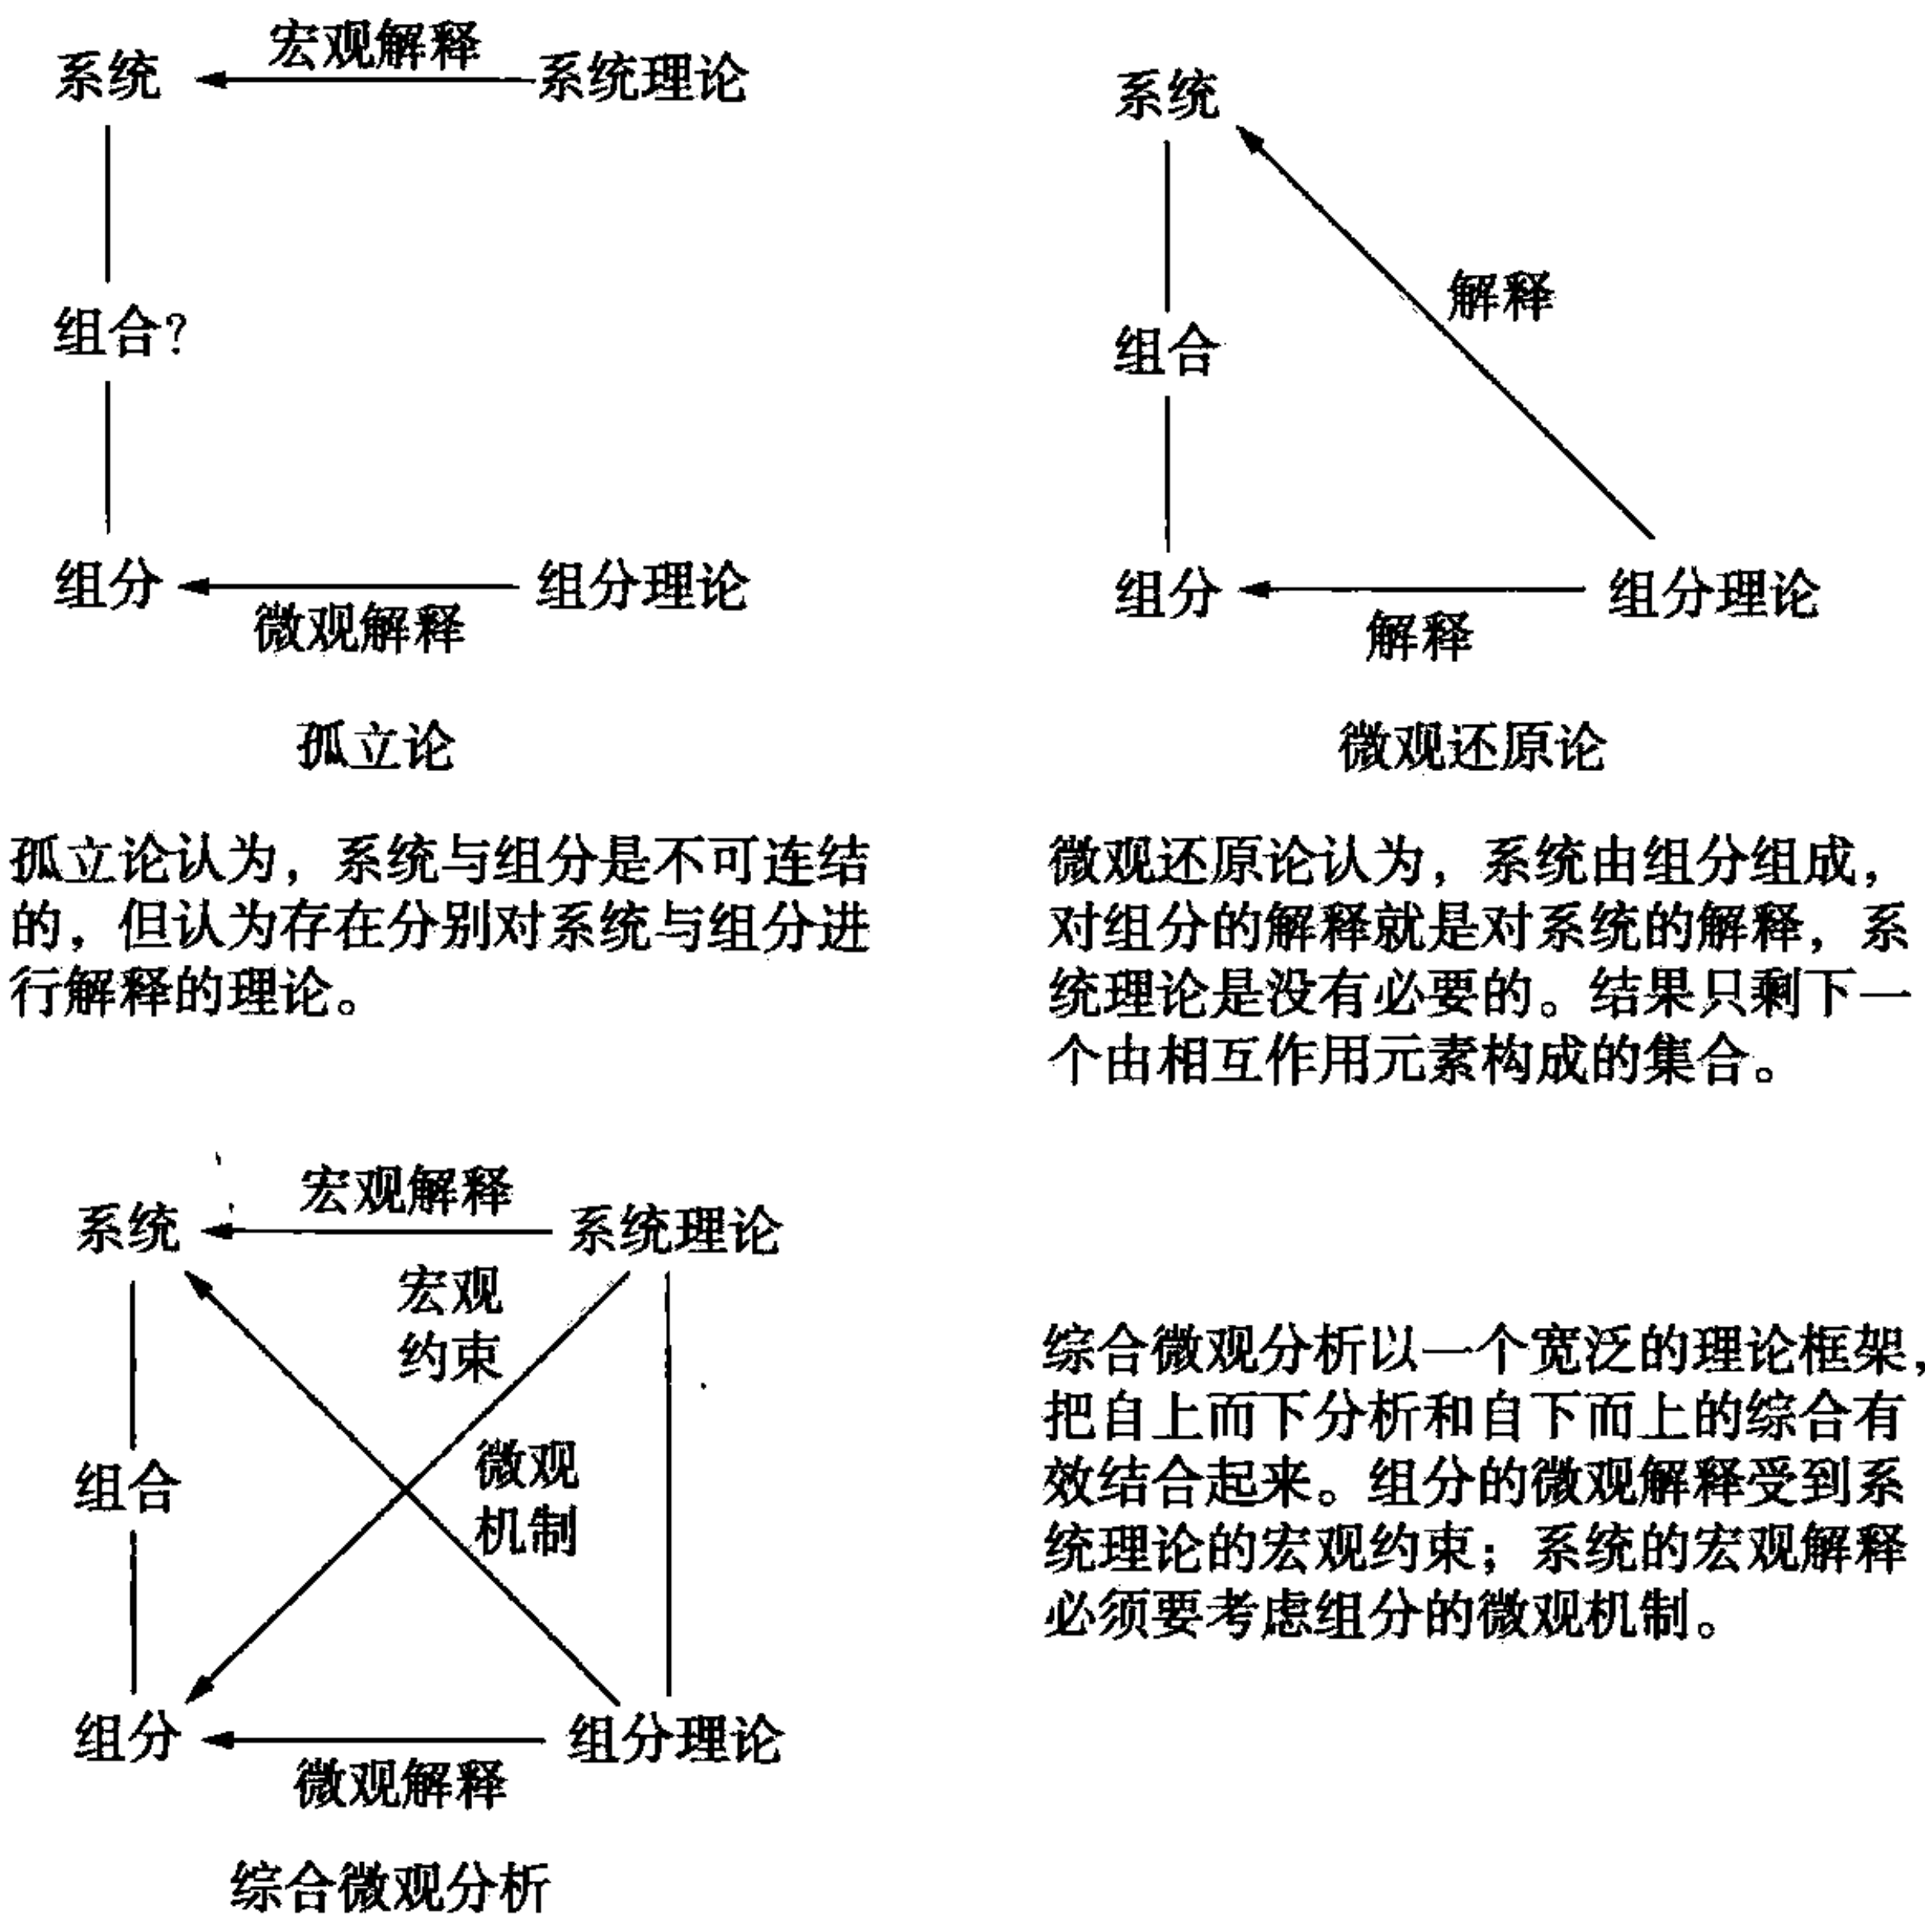 宏观解释
系统 系统理论
组合?
组分 组分理论
微观解释
孤立论
孤立论认为，系统与组分是不可连结
的，但认为存在分别对系统与组分进
行解释的理论。
系统
解释
组合
组分 组分理论
解释
微观还原论
微观还原论认为，系统由组分组成，
对组分的解释就是对系统的解释，系
统理论是没有必要的。结果只剩下一
个由相互作用元素构成的集合。
宏观解释
系统 系统理论
宏观
约束
微观
机制
组合
组分 组分理论
微观解释
综合微观分析
综合微观分析以一个宽泛的理论框架，
把自上而下分析和自下而上的综合有
效结合起来。组分的微观解释受到系
统理论的宏观约束；系统的宏观解释
必须要考虑组分的微观机制。